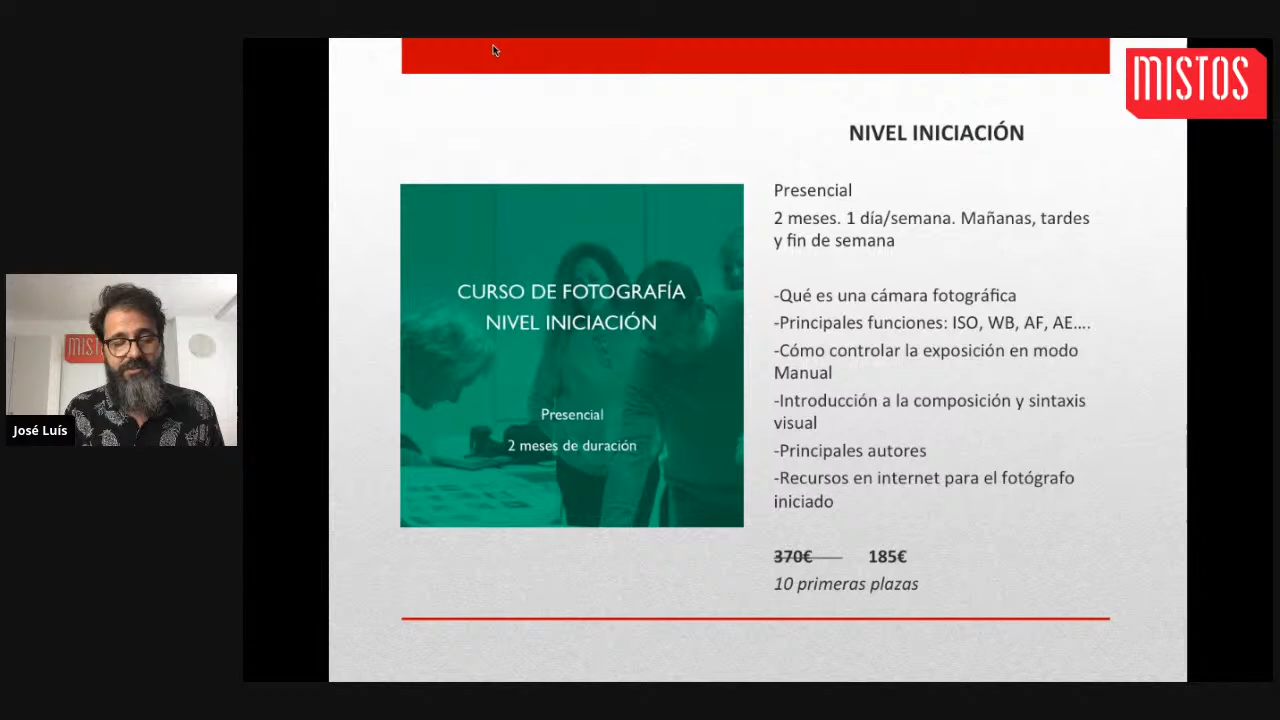 MISTOS
NIVEL INICIACIÓN
CURSO DE FOTOGRAFÍA
NIVEL INICIACIÓN
Presencial
2 meses de duración
Presencial
2 meses. 1 día/semana. Mañanas, tardes
y fin de semana
-Qué es una cámara fotográfica
-Principales funciones: ISO, WB, AF, AE....
-Cómo controlar la exposición en modo
Manual
-Introducción a la composición y sintaxis
visual
-Principales autores
-Recursos en internet para el fotógrafo
iniciado
370€ 185€
10 primeras plazas
José Luís